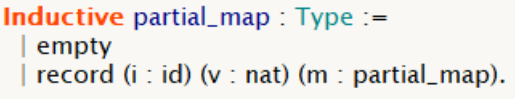 Inductive partial_map : Type :=
| empty
| record (i : id) (v : nat) (m : partial_map).